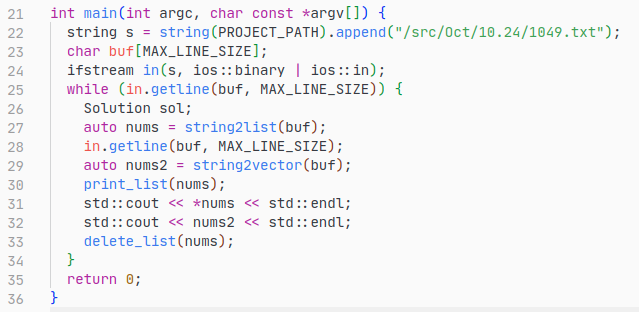 21 int main(int argc, char const *argv[]) {
22   string s = string(PROJECT_PATH).append("/src/Oct/10.24/1049.txt");
23   char buf[MAX_LINE_SIZE];
24   ifstream in(s, ios::binary | ios::in);
25   while (in.getline(buf, MAX_LINE_SIZE)) {
26     Solution sol;
27     auto nums = string2list(buf);
28     in.getline(buf, MAX_LINE_SIZE);
29     auto nums2 = string2vector(buf);
30     print_list(nums);
31     std::cout << *nums << std::endl;
32     std::cout << nums2 << std::endl;
33     delete_list(nums);
34   }
35   return 0;
36 }